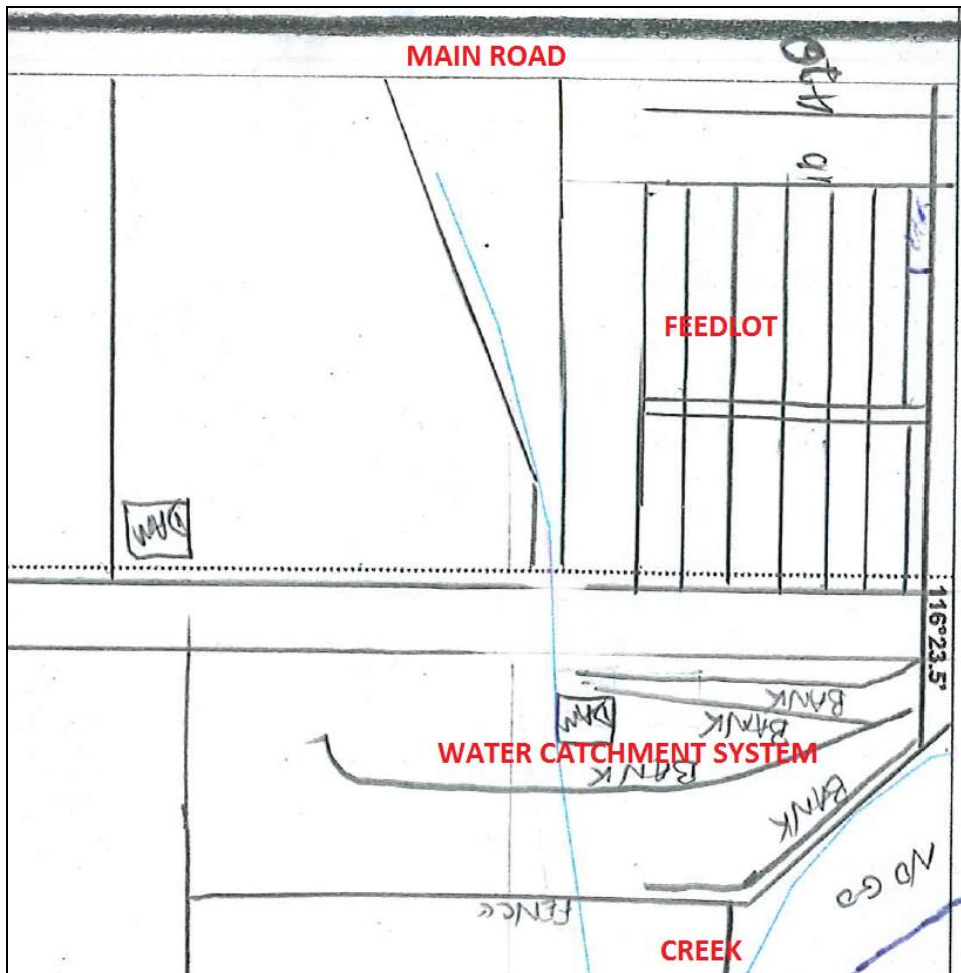 MAIN ROAD
FEEDLOT
DAM
116°23.5'
BANK
DAM
BANK
WATER CATCHMENT SYSTEM
BANK
BANK
NO GO
FENCE
CREEK